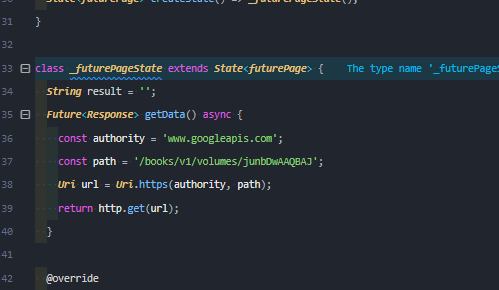 State<futurePage> createState() => _futurePageState();
31 }
32
33 class _futurePageState extends State<futurePage> { The type name '_futurePageS
34 String result = '';
35 Future<Response> getData() async {
36 const authority = 'www.googleapis.com';
37 const path = '/books/v1/volumes/junbDwAAQBAJ';
38 Uri url = Uri.https(authority, path);
39 return http.get(url);
40 }
41
42 @override